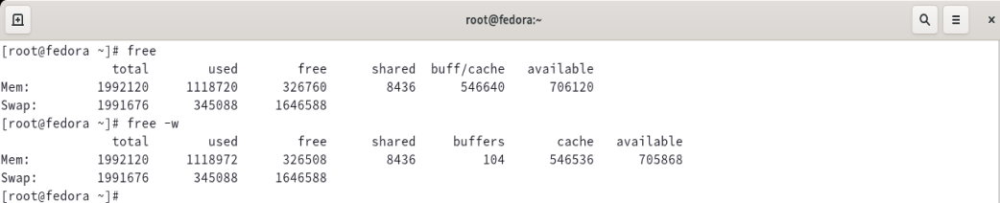 root@fedora:~
[root@fedora ~]# free
              total        used        free      shared  buff/cache   available
Mem:        1992120     1118720      326760        8436      546640      706120
Swap:       1991676      345088     1646588
[root@fedora ~]# free -w
              total        used        free      shared     buffers       cache   available
Mem:        1992120     1118972      326508        8436         104      546536      705868
Swap:       1991676      345088     1646588
[root@fedora ~]#